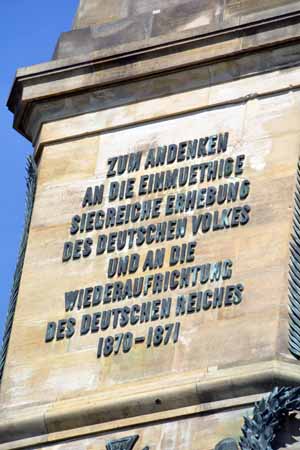 ZUM ANDENKEN
AN DIE EINMUETHIGE
SIEGREICHE ERHEBUNG
DES DEUTSCHEN VOLKES
UND AN DIE
WIEDERAUFRICHTUNG
DES DEUTSCHEN REICHES
1870-1871